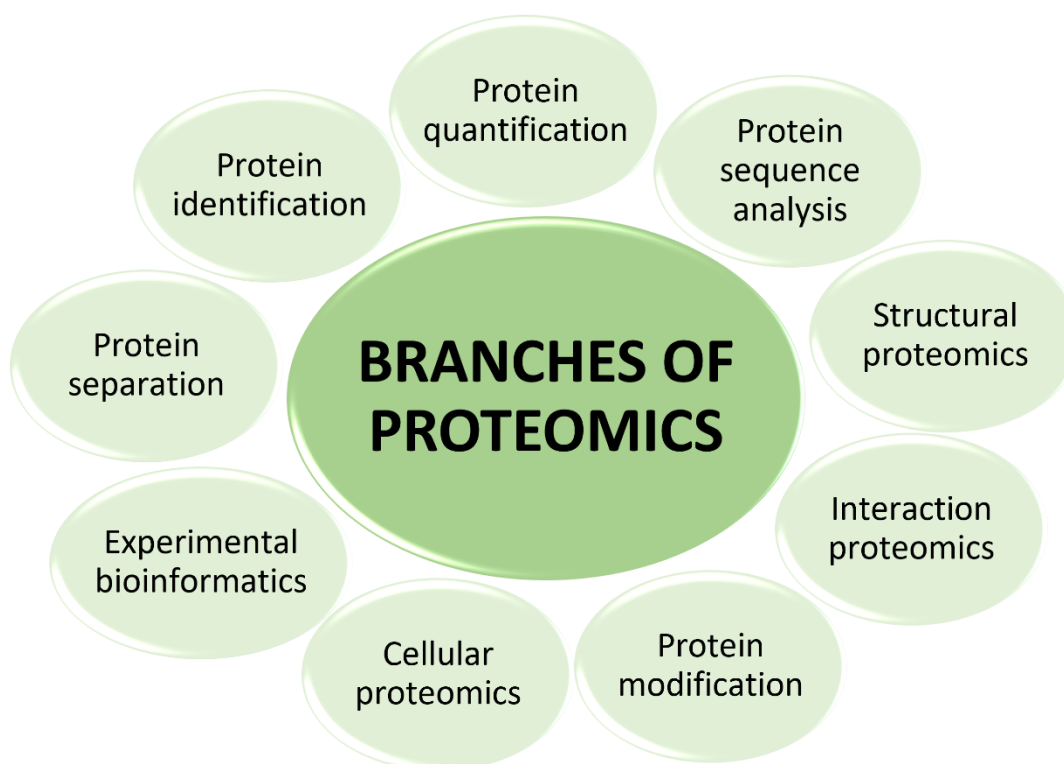 Protein
quantification
Protein
sequence
analysis
Structural
proteomics
Interaction
proteomics
Protein
modification
Cellular
proteomics
Experimental
bioinformatics
Protein
separation
Protein
identification
BRANCHES OF
PROTEOMICS